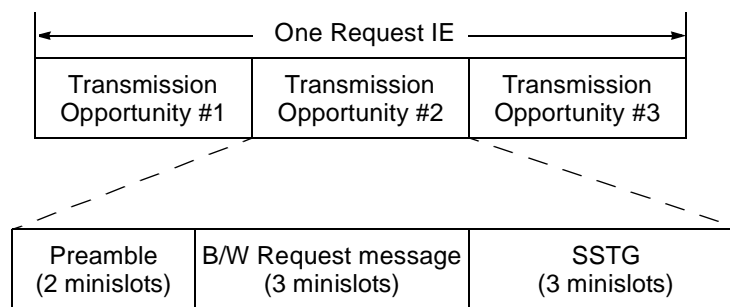 One Request IE
Transmission Opportunity #1
Transmission Opportunity #2
Transmission Opportunity #3
Preamble
(2 minislots)
B/W Request message
(3 minislots)
SSTG
(3 minislots)